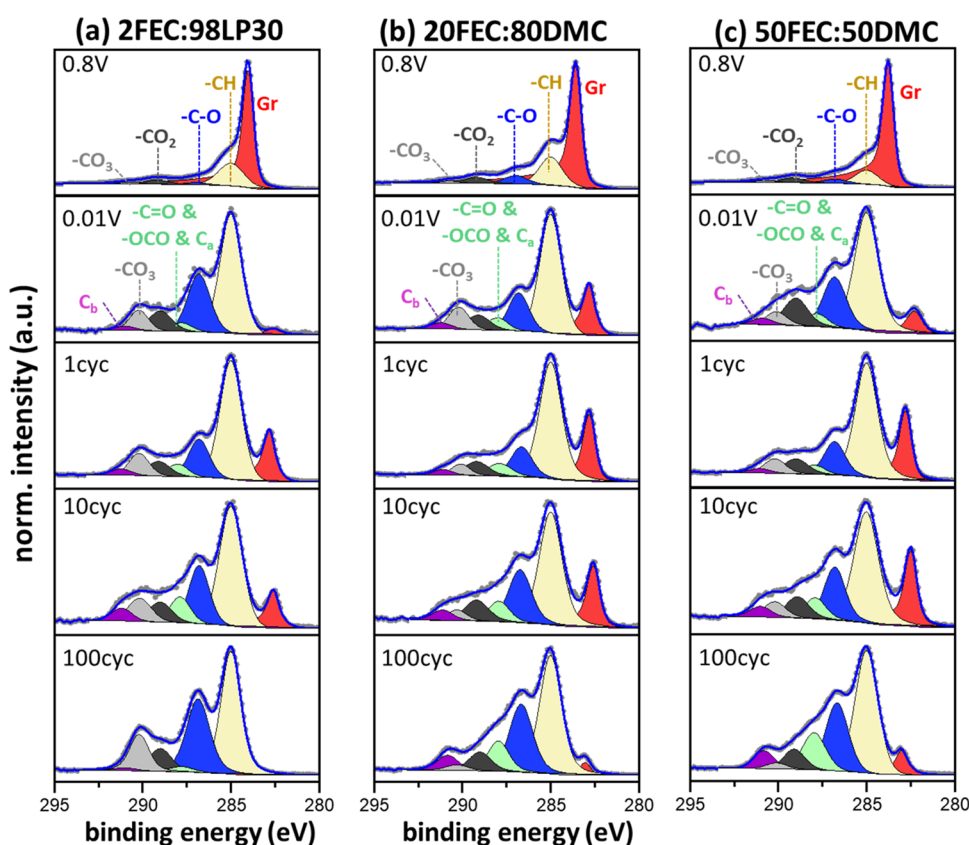 (a) 2FEC:98LP30
(b) 20FEC:80DMC
(c) 50FEC:50DMC
norm. intensity (a.u.)
0.8V
-CH
Gr
-C-O
-CO₂
-CO₃
0.8V
-CH
Gr
-C-O
-CO₂
-CO₃
0.8V
-CH
Gr
-C-O
-CO₂
-CO₃
0.01V
-C=O &
-OCO & Cₐ
-CO₃
C_b
0.01V
-C=O &
-OCO & Cₐ
-CO₃
C_b
0.01V
-C=O &
-OCO & Cₐ
-CO₃
C_b
1cyc
1cyc
1cyc
10cyc
10cyc
10cyc
100cyc
100cyc
100cyc
295 290 285 280
295 290 285 280
295 290 285 280
binding energy (eV)
binding energy (eV)
binding energy (eV)